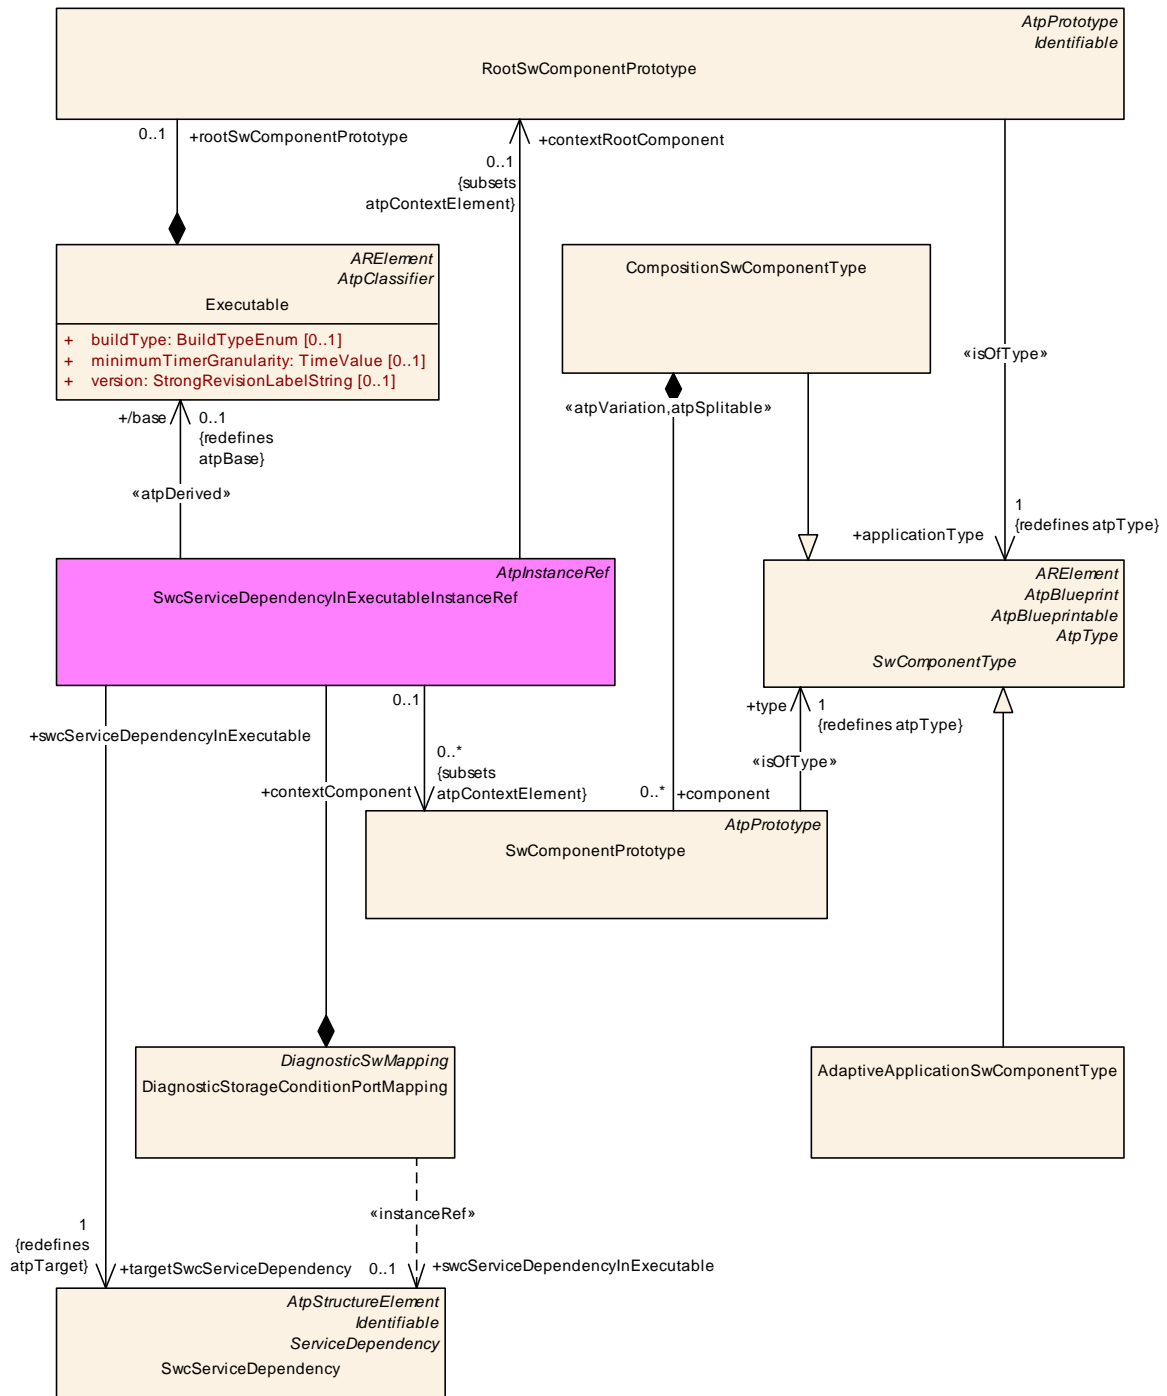 AtpPrototype
Identifiable
RootSwComponentPrototype
0..1
+rootSwComponentPrototype
+contextRootComponent
0..1
{subsets
atpContextElement}
ARElement
AtpClassifier
Executable
+ buildType: BuildTypeEnum [0..1]
+ minimumTimerGranularity: TimeValue [0..1]
+ version: StrongRevisionLabelString [0..1]
CompositionSwComponentType
«isOfType»
+/base
0..1
{redefines
atpBase}
«atpVariation,atpSplitable»
«atpDerived»
+applicationType
1
{redefines atpType}
AtpInstanceRef
SwcServiceDependencyInExecutableInstanceRef
ARElement
AtpBlueprint
AtpBlueprintable
AtpType
SwComponentType
0..1
+type
1
{redefines atpType}
+swcServiceDependencyInExecutable
0..*
{subsets
atpContextElement}
«isOfType»
+contextComponent
0..*
+component
AtpPrototype
SwComponentPrototype
DiagnosticSwMapping
DiagnosticStorageConditionPortMapping
AdaptiveApplicationSwComponentType
«instanceRef»
1
{redefines
atpTarget}
+targetSwcServiceDependency
0..1
+swcServiceDependencyInExecutable
AtpStructureElement
Identifiable
ServiceDependency
SwcServiceDependency